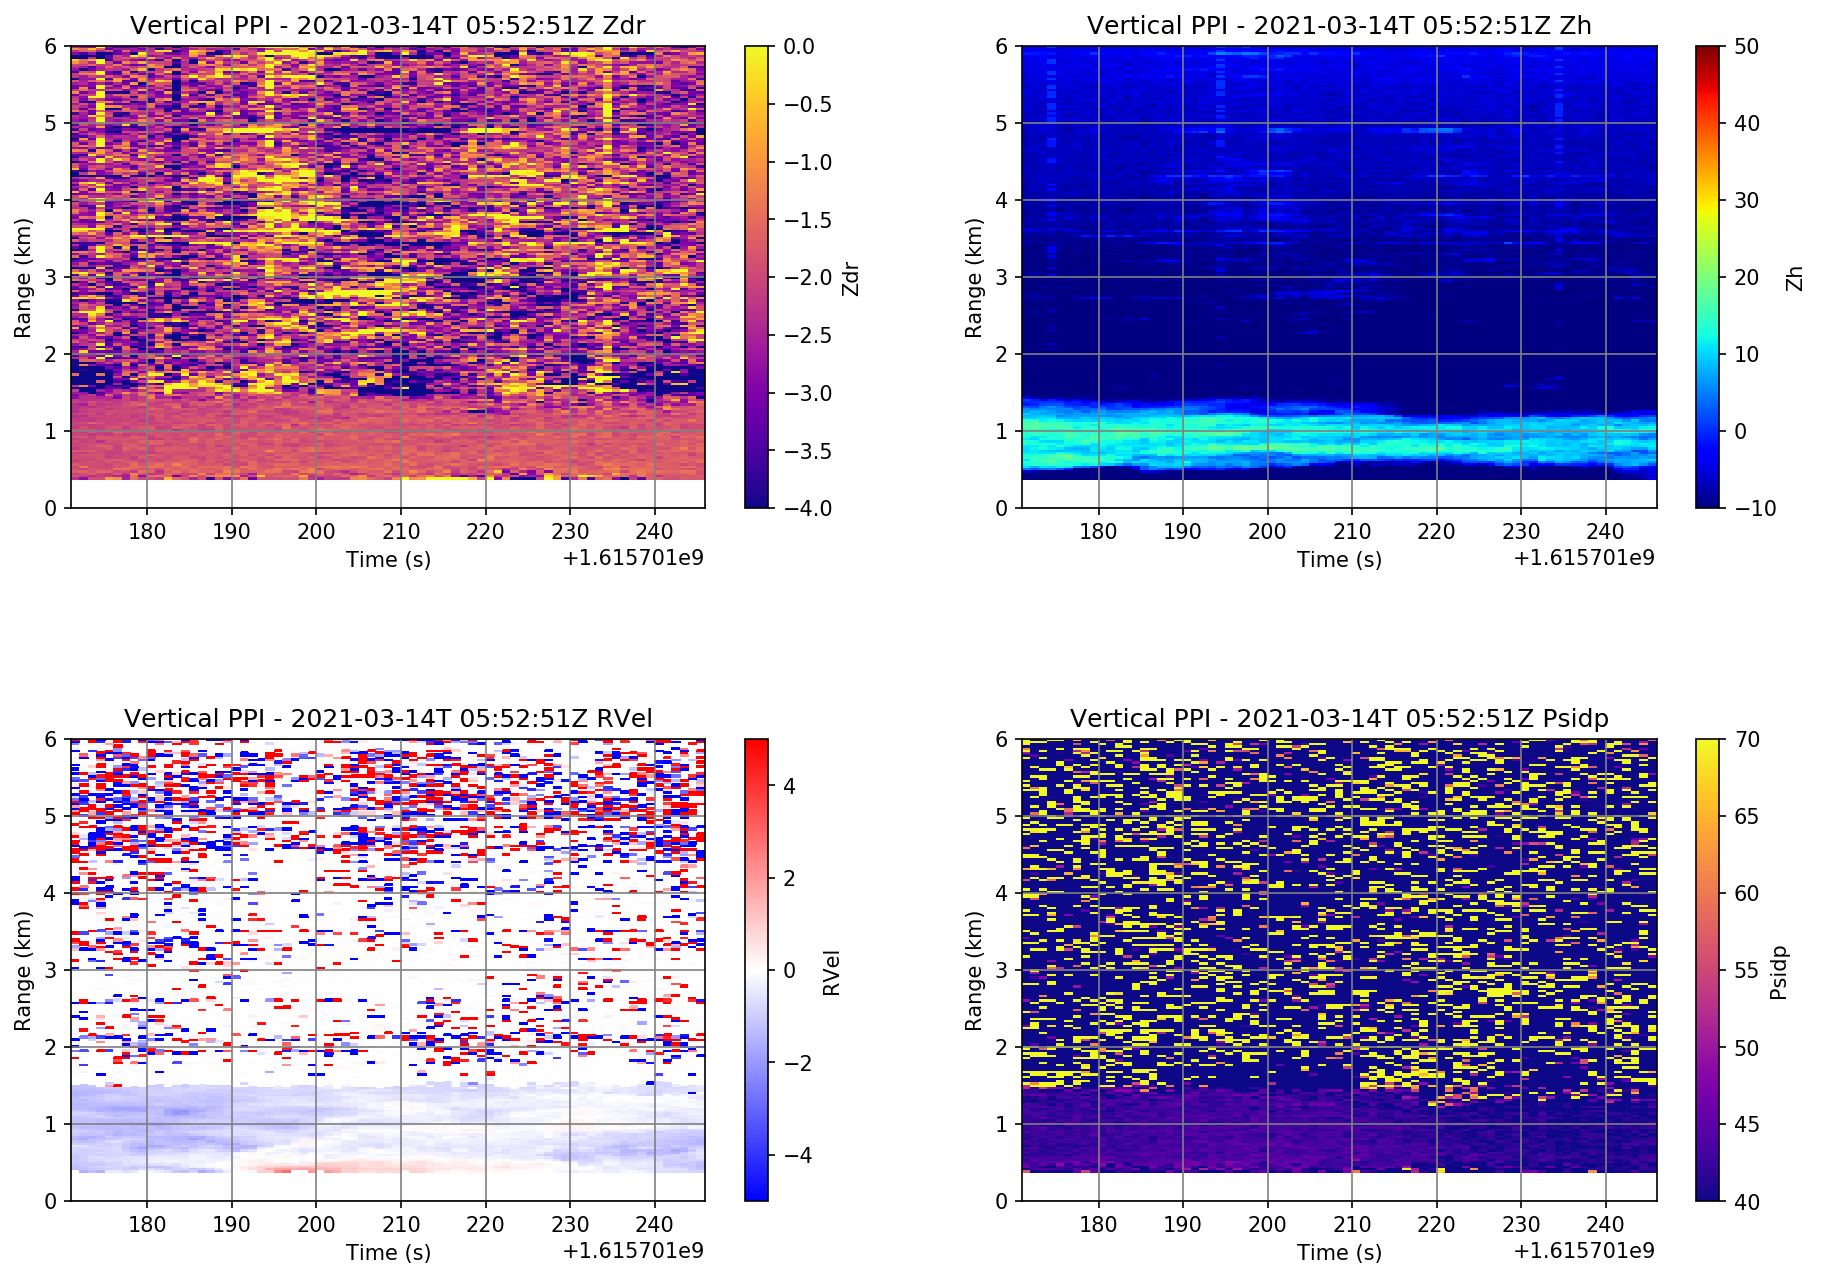 Vertical PPI - 2021-03-14T 05:52:51Z Zdr
6
5
4
3
2
1
0
Range (km)
180 190 200 210 220 230 240
Time (s)
+1.615701e9
0.0
−0.5
−1.0
−1.5
−2.0
−2.5
−3.0
−3.5
−4.0
Zdr
Vertical PPI - 2021-03-14T 05:52:51Z Zh
6
5
4
3
2
1
0
Range (km)
180 190 200 210 220 230 240
Time (s)
+1.615701e9
50
40
30
20
10
0
−10
Zh
Vertical PPI - 2021-03-14T 05:52:51Z RVel
6
5
4
3
2
1
0
Range (km)
180 190 200 210 220 230 240
Time (s)
+1.615701e9
4
2
0
−2
−4
RVel
Vertical PPI - 2021-03-14T 05:52:51Z Psidp
6
5
4
3
2
1
0
Range (km)
180 190 200 210 220 230 240
Time (s)
+1.615701e9
70
65
60
55
50
45
40
Psidp